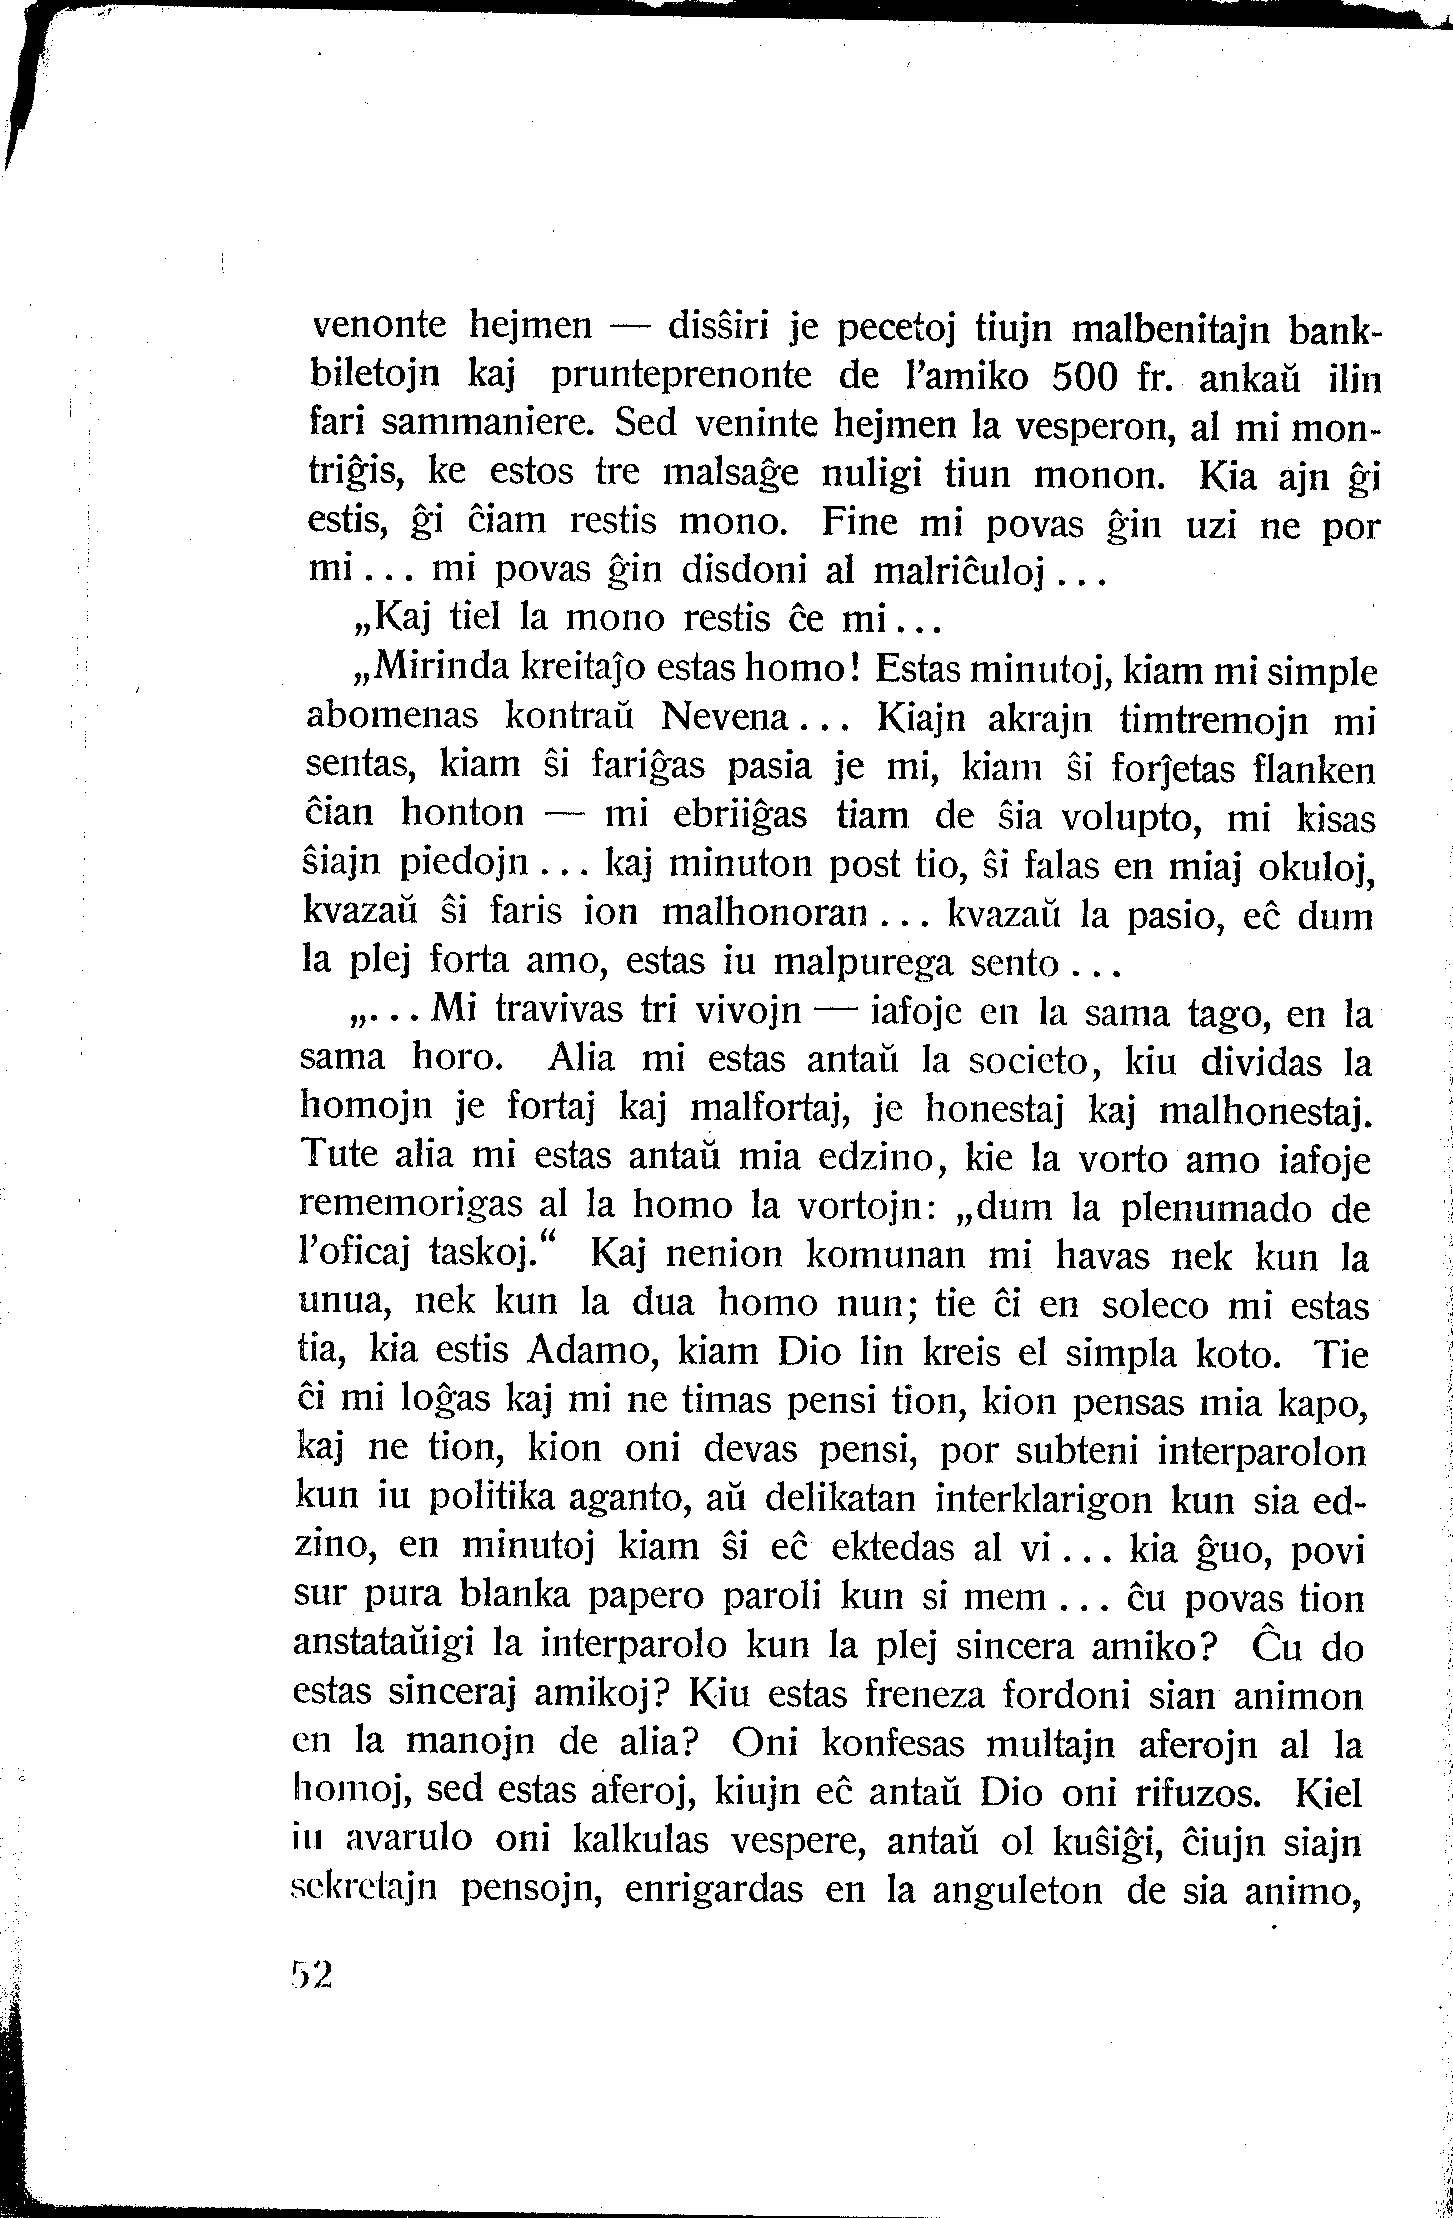 venonte hejmen — disŝiri je pecetoj tiujn malbenitajn bank-
biletojn kaj prunteprenonte de l'amiko 500 fr. ankaŭ ilin
fari sammaniere. Sed veninte hejmen la vesperon, al mi mon-
triĝis, ke estos tre malsaĝe nuligi tiun monon. Kia ajn ĝi
estis, ĝi ĉiam restis mono. Fine mi povas ĝin uzi ne por
mi... mi povas ĝin disdoni al malriĉuloj...
„Kaj tiel la mono restis ĉe mi...
„Mirinda kreitaĵo estas homo! Estas minutoj, kiam mi simple
abomenas kontraŭ Nevena... Kiajn akrajn timtremojn mi
sentas, kiam ŝi fariĝas pasia je mi, kiam ŝi forĵetas flanken
ĉian honton — mi ebriiĝas tiam de ŝia volupto, mi kisas
ŝiajn piedojn... kaj minuton post tio, ŝi falas en miaj okuloj,
kvazaŭ ŝi faris ion malhonoran... kvazaŭ la pasio, eĉ dum
la plej forta amo, estas iu malpurega sento...
„... Mi travivas tri vivojn — iafoje en la sama tago, en la
sama horo. Alia mi estas antaŭ la societo, kiu dividas la
homojn je fortaj kaj malfortaj, je honestaj kaj malhonestaj.
Tute alia mi estas antaŭ mia edzino, kie la vorto amo iafoje
rememorigas al la homo la vortojn: „dum la plenumado de
l'oficaj taskoj.“ Kaj nenion komunan mi havas nek kun la
unua, nek kun la dua homo nun; tie ĉi en soleco mi estas
tia, kia estis Adamo, kiam Dio lin kreis el simpla koto. Tie
ĉi mi loĝas kaj mi ne timas pensi tion, kion pensas mia kapo,
kaj ne tion, kion oni devas pensi, por subteni interparolon
kun iu politika aganto, aŭ delikatan interklarigon kun sia ed-
zino, en minutoj kiam ŝi eĉ ektedas al vi... kia ĝuo, povi
sur pura blanka papero paroli kun si mem... ĉu povas tion
anstataŭigi la interparolo kun la plej sincera amiko? Ĉu do
estas sinceraj amikoj? Kiu estas freneza fordoni sian animon
en la manojn de alia? Oni konfesas multajn aferojn al la
homoj, sed estas aferoj, kiujn eĉ antaŭ Dio oni rifuzos. Kiel
iu avarulo oni kalkulas vespere, antaŭ ol kuŝiĝi, ĉiujn siajn
sekretajn pensojn, enrigardas en la anguleton de sia animo,
52